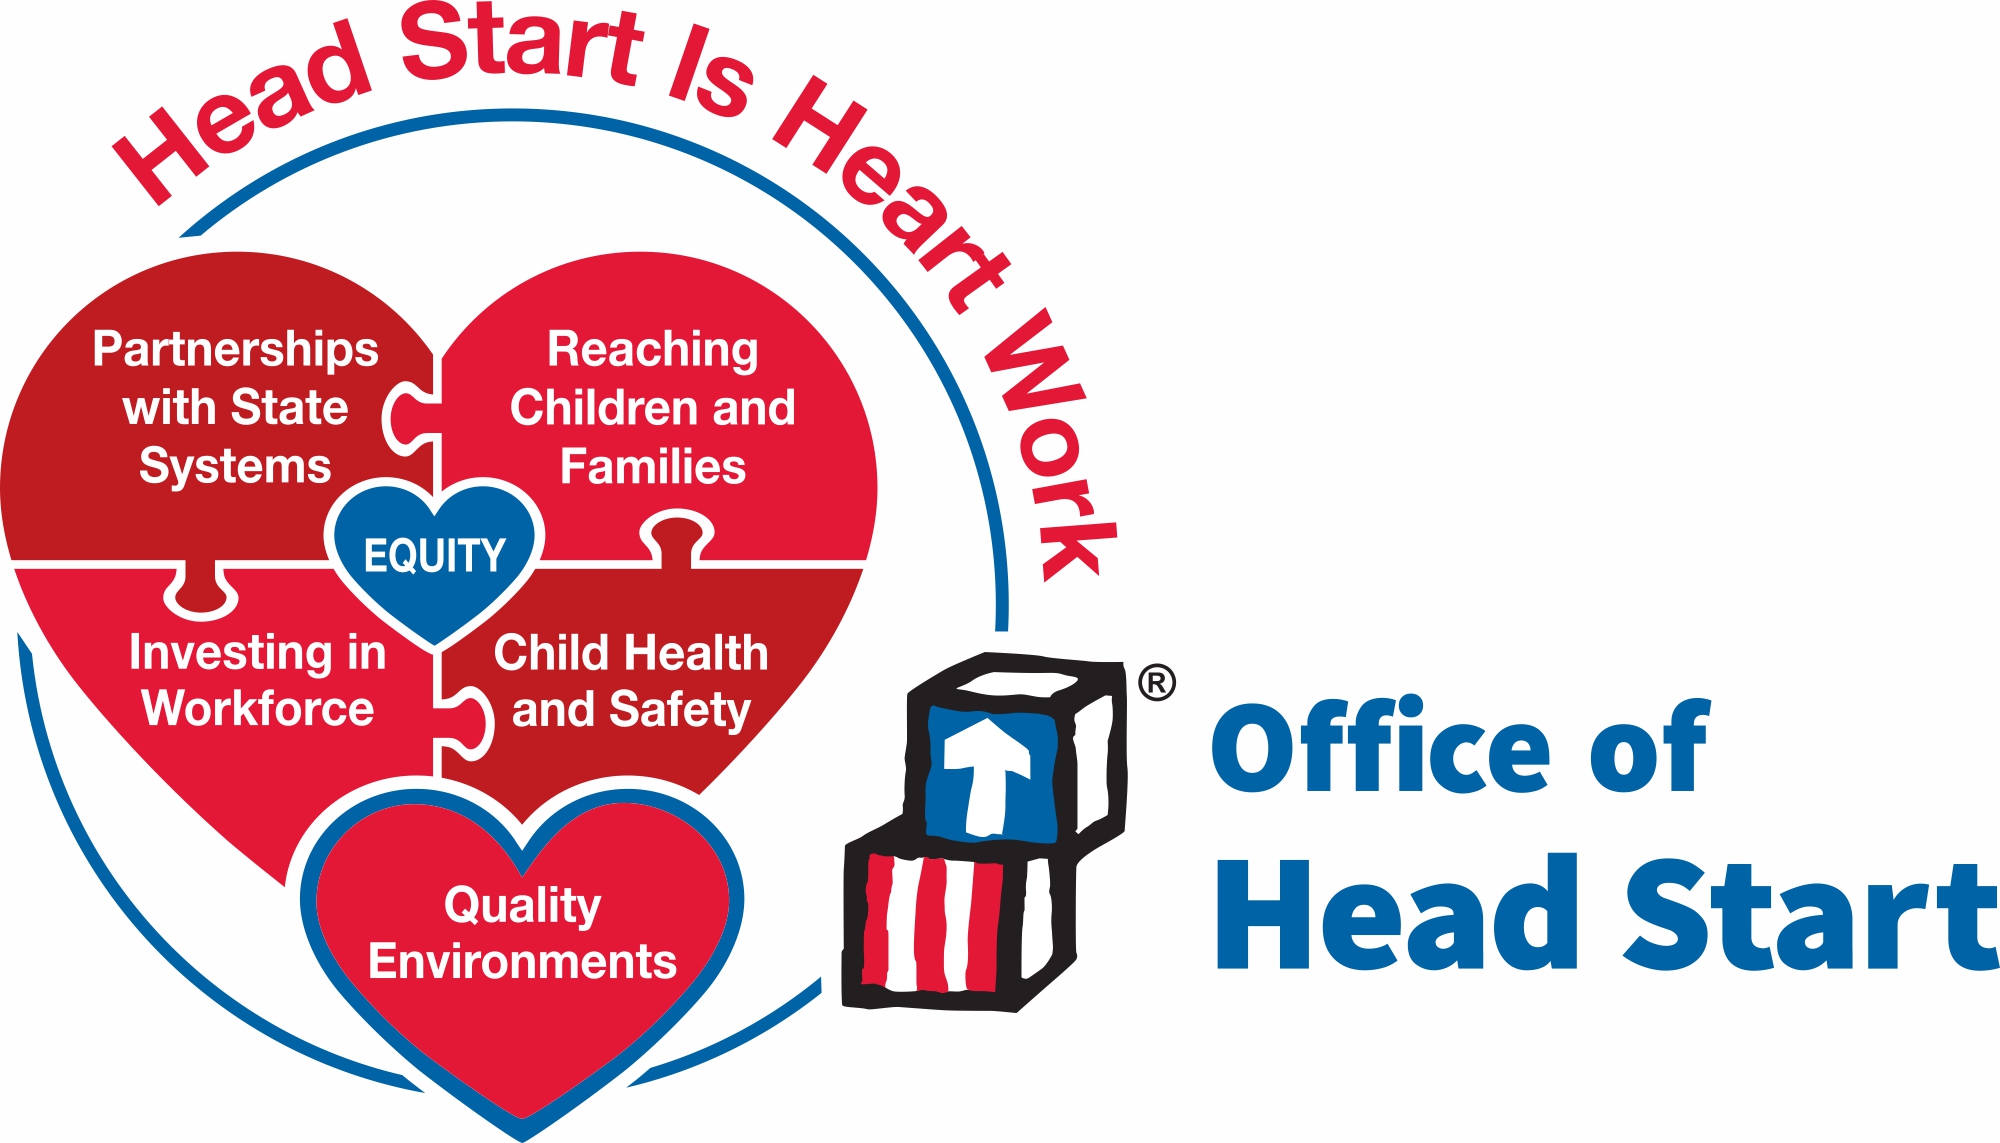 Head Start Is Heart Work
Partnerships
with State
Systems
Reaching
Children and
Families
EQUITY
Investing in
Workforce
Child Health
and Safety
Quality
Environments
®
Office of
Head Start